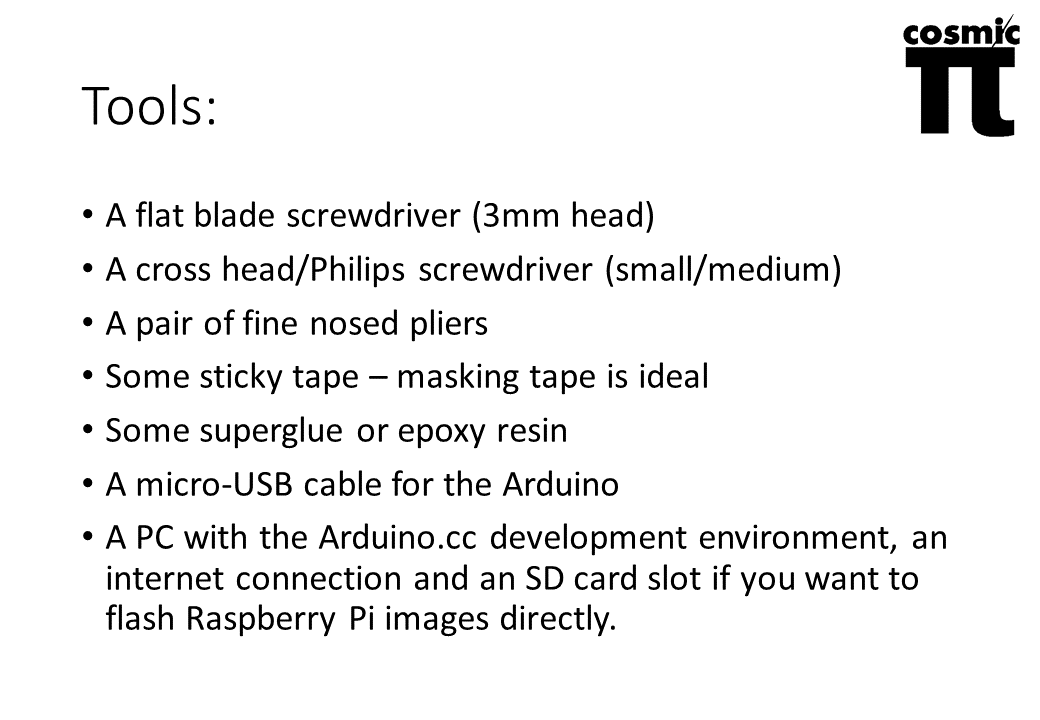 cosmic
π
Tools:
• A flat blade screwdriver (3mm head)
• A cross head/Philips screwdriver (small/medium)
• A pair of fine nosed pliers
• Some sticky tape – masking tape is ideal
• Some superglue or epoxy resin
• A micro-USB cable for the Arduino
• A PC with the Arduino.cc development environment, an
internet connection and an SD card slot if you want to
flash Raspberry Pi images directly.